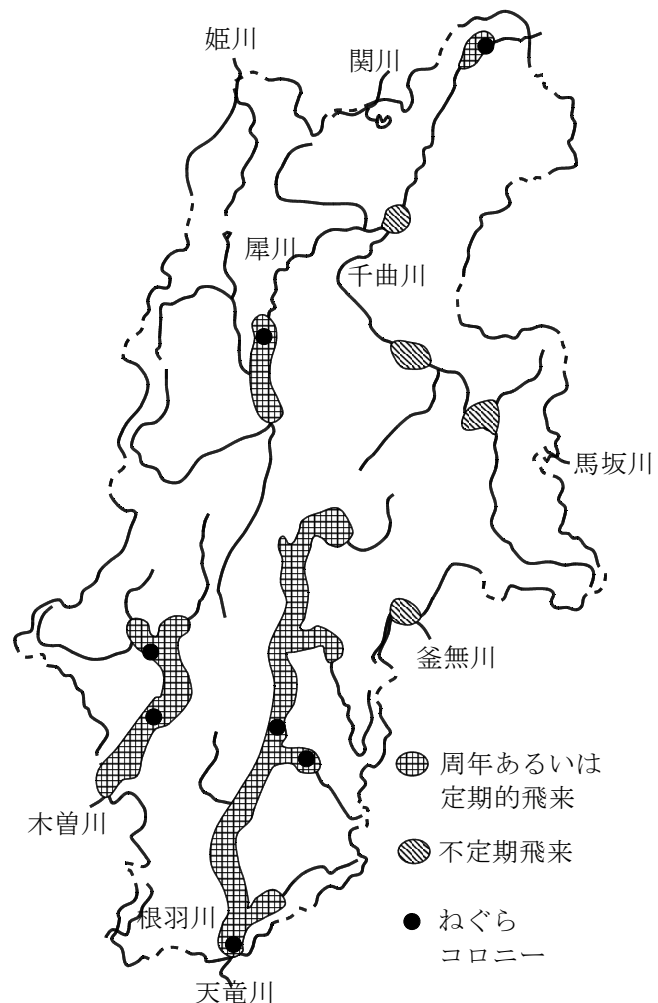 姫川
関川
犀川
千曲川
馬坂川
釜無川
周年あるいは
定期的飛来
木曽川
不定期飛来
根羽川
ねぐら
コロニー
天竜川